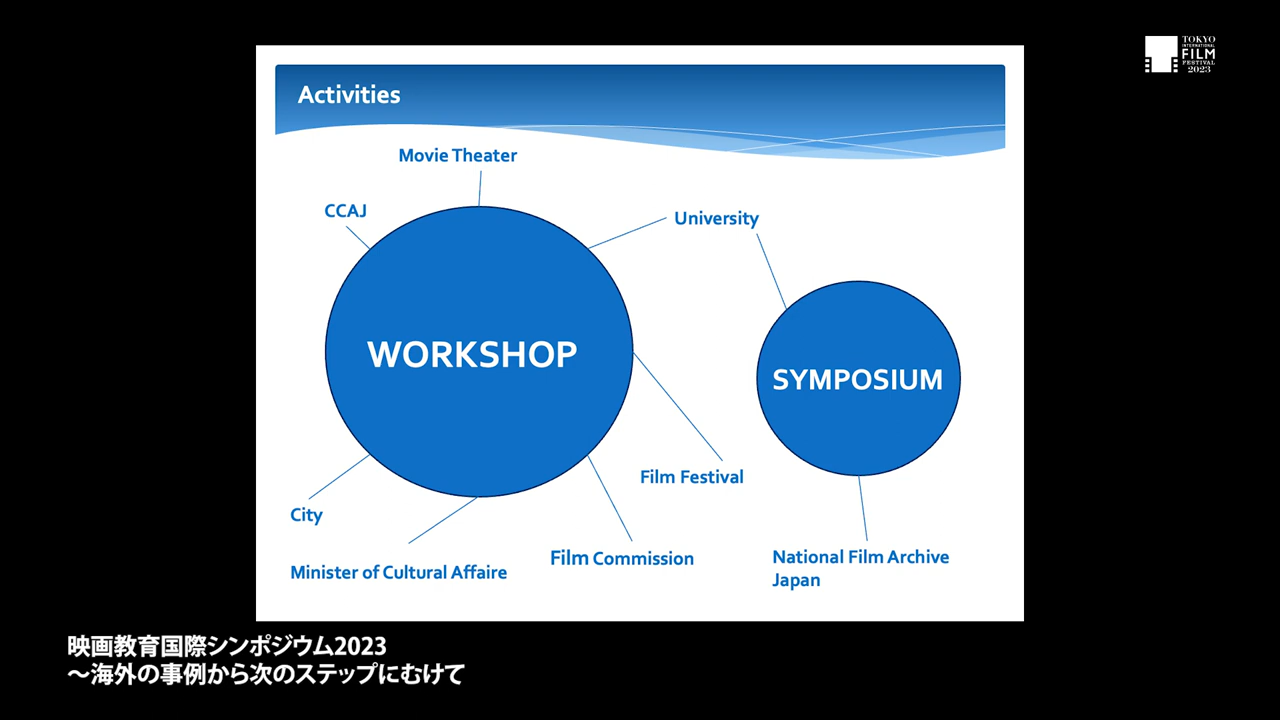 TOKYO
INTERNATIONAL
FILM
FESTIVAL
2023
Activities
Movie Theater
CCAJ
University
WORKSHOP
SYMPOSIUM
Film Festival
City
Film Commission
National Film Archive
Japan
Minister of Cultural Affaire
映画教育国際シンポジウム2023
～海外の事例から次のステップにむけて